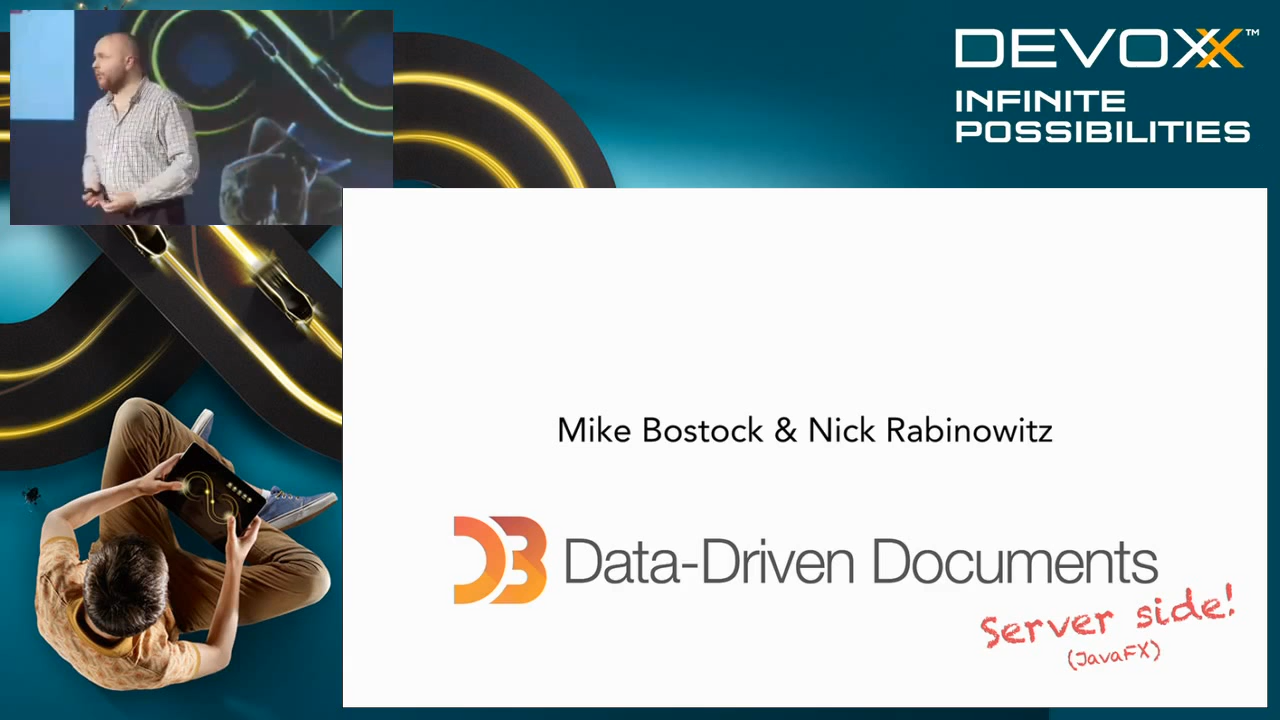 DEVOXX™
INFINITE
POSSIBILITIES
Mike Bostock & Nick Rabinowitz
D3 Data-Driven Documents
Server side!
(JavaFX)